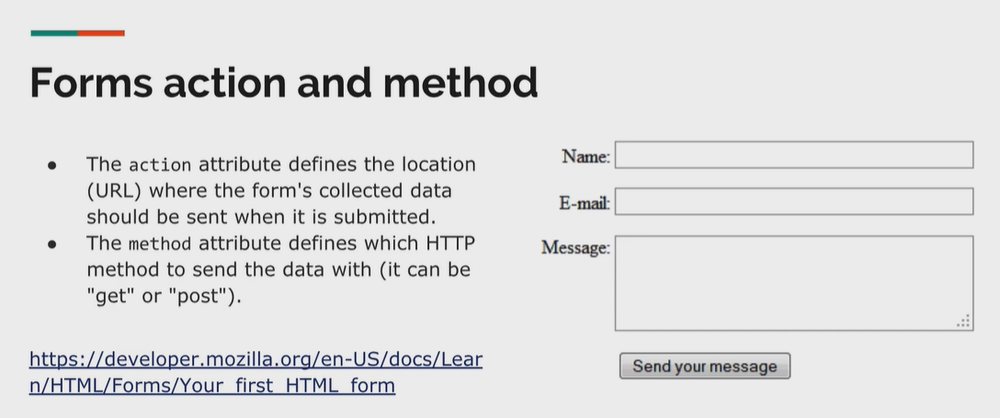 Forms action and method
● The action attribute defines the location
(URL) where the form's collected data
should be sent when it is submitted.
● The method attribute defines which HTTP
method to send the data with (it can be
"get" or "post").
https://developer.mozilla.org/en-US/docs/Lear
n/HTML/Forms/Your_first_HTML_form
Name:
E-mail:
Message:
Send your message